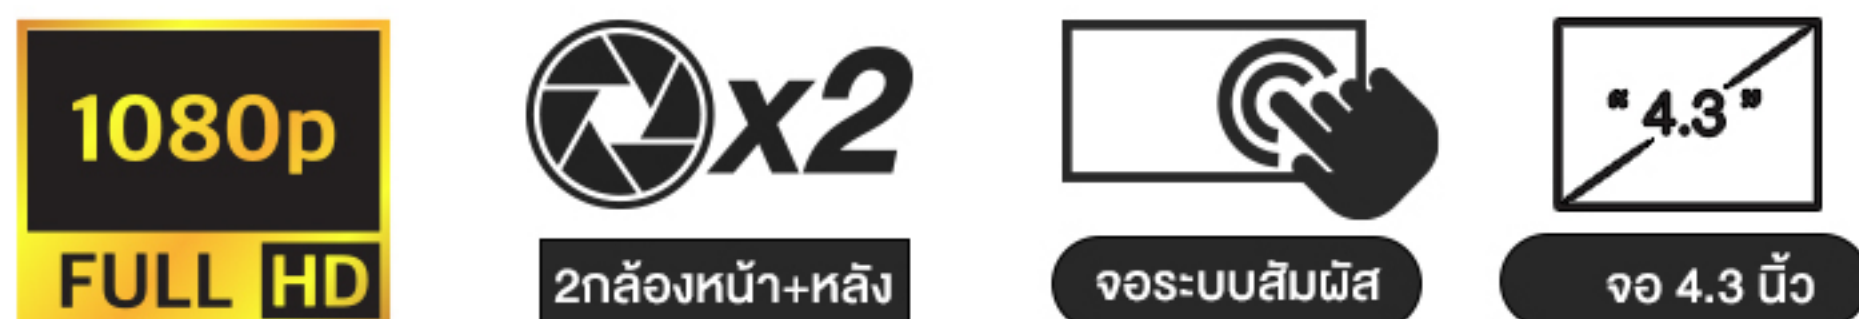 1080p
FULL HD
x2
2กล้องหน้า+หลัง
จอระบบสัมผัส
“ 4.3 ”
จอ 4.3 นิ้ว